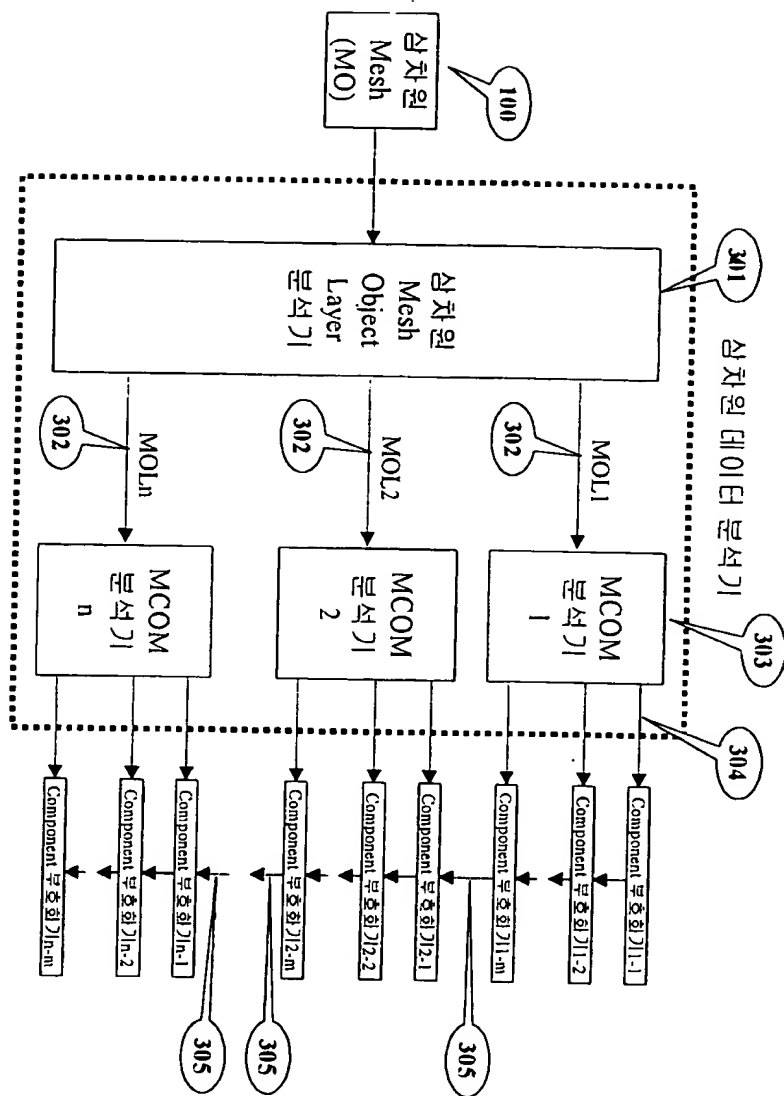 삼차원 데이터 분석기
301
303
304
Component 부호화기1-1
MOL1
MCOM
분석기
1
Component 부호화기1-2
302
Component 부호화기1-m
305
100
삼차원
Mesh
(MO)
삼차원
Mesh
Object
Layer
분석기
MOL2
302
MCOM
분석기
2
Component 부호화기2-1
Component 부호화기2-2
Component 부호화기2-m
305
MOLn
302
MCOM
분석기
n
305
Component 부호화기n-1
Component 부호화기n-2
Component 부호화기n-m